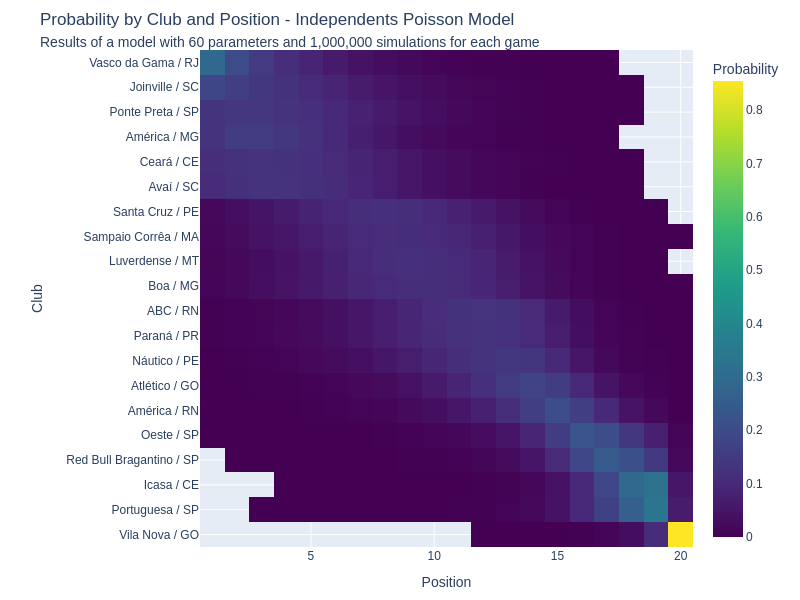 Probability by Club and Position - Independents Poisson Model
Results of a model with 60 parameters and 1,000,000 simulations for each game
Probability
Vasco da Gama / RJ
Joinville / SC
Ponte Preta / SP
América / MG
Ceará / CE
Avaí / SC
Santa Cruz / PE
Sampaio Corrêa / MA
Luverdense / MT
Boa / MG
ABC / RN
Paraná / PR
Náutico / PE
Atlético / GO
América / RN
Oeste / SP
Red Bull Bragantino / SP
Icasa / CE
Portuguesa / SP
Vila Nova / GO
Club
5
10
15
20
Position
0.8
0.7
0.6
0.5
0.4
0.3
0.2
0.1
0